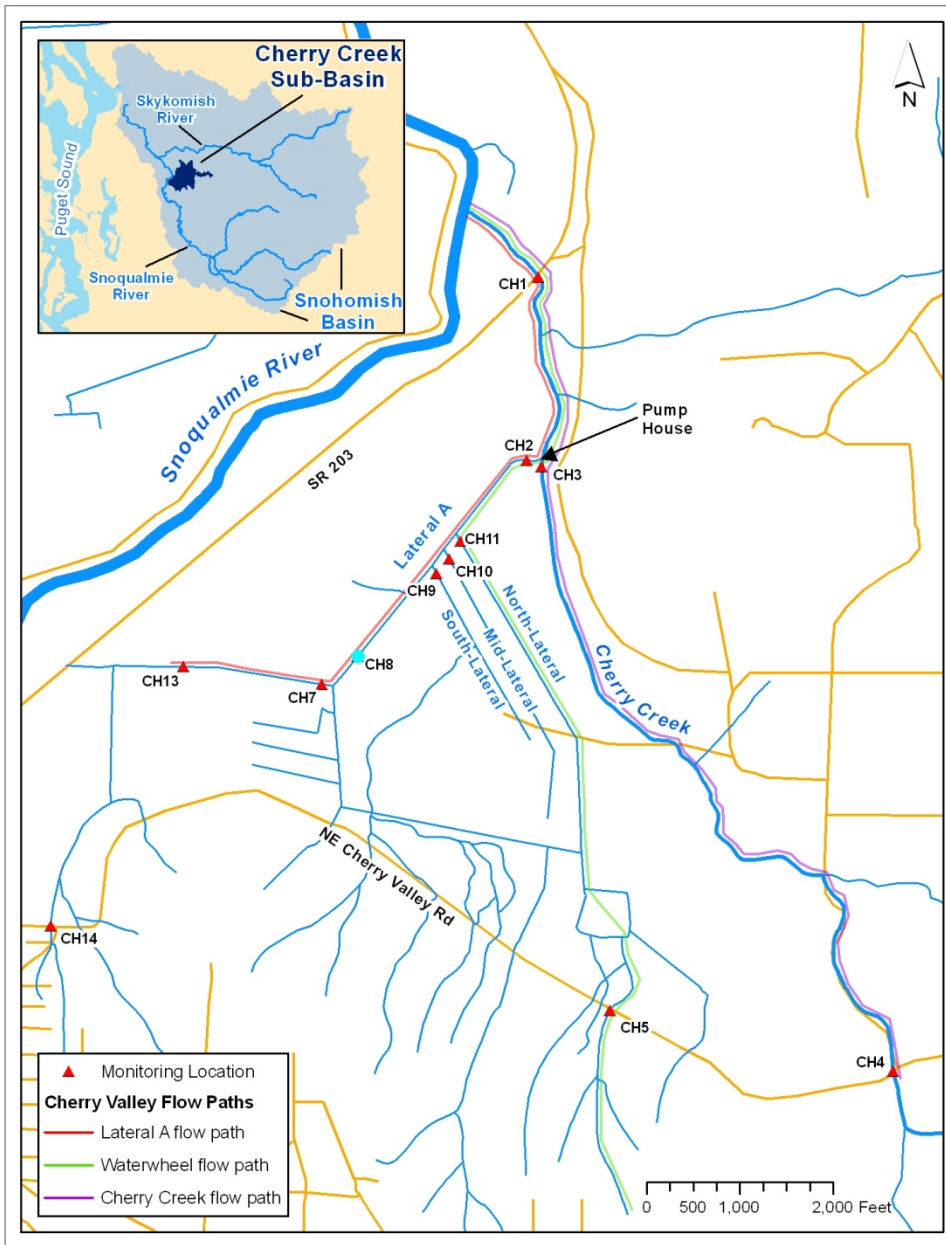 Cherry Creek
Sub-Basin
Skykomish
River
Puget Sound
Snoqualmie
River
Snohomish
Basin
N
CH1
Snoqualmie River
SR 203
Pump
House
CH2
CH3
Lateral A
CH11
CH10
CH9
North-Lateral
Mid-Lateral
South-Lateral
Cherry Creek
CH8
CH13
CH7
NE Cherry Valley Rd
CH14
CH5
CH4
Monitoring Location
Cherry Valley Flow Paths
Lateral A flow path
Waterwheel flow path
Cherry Creek flow path
0 500 1,000 2,000 Feet